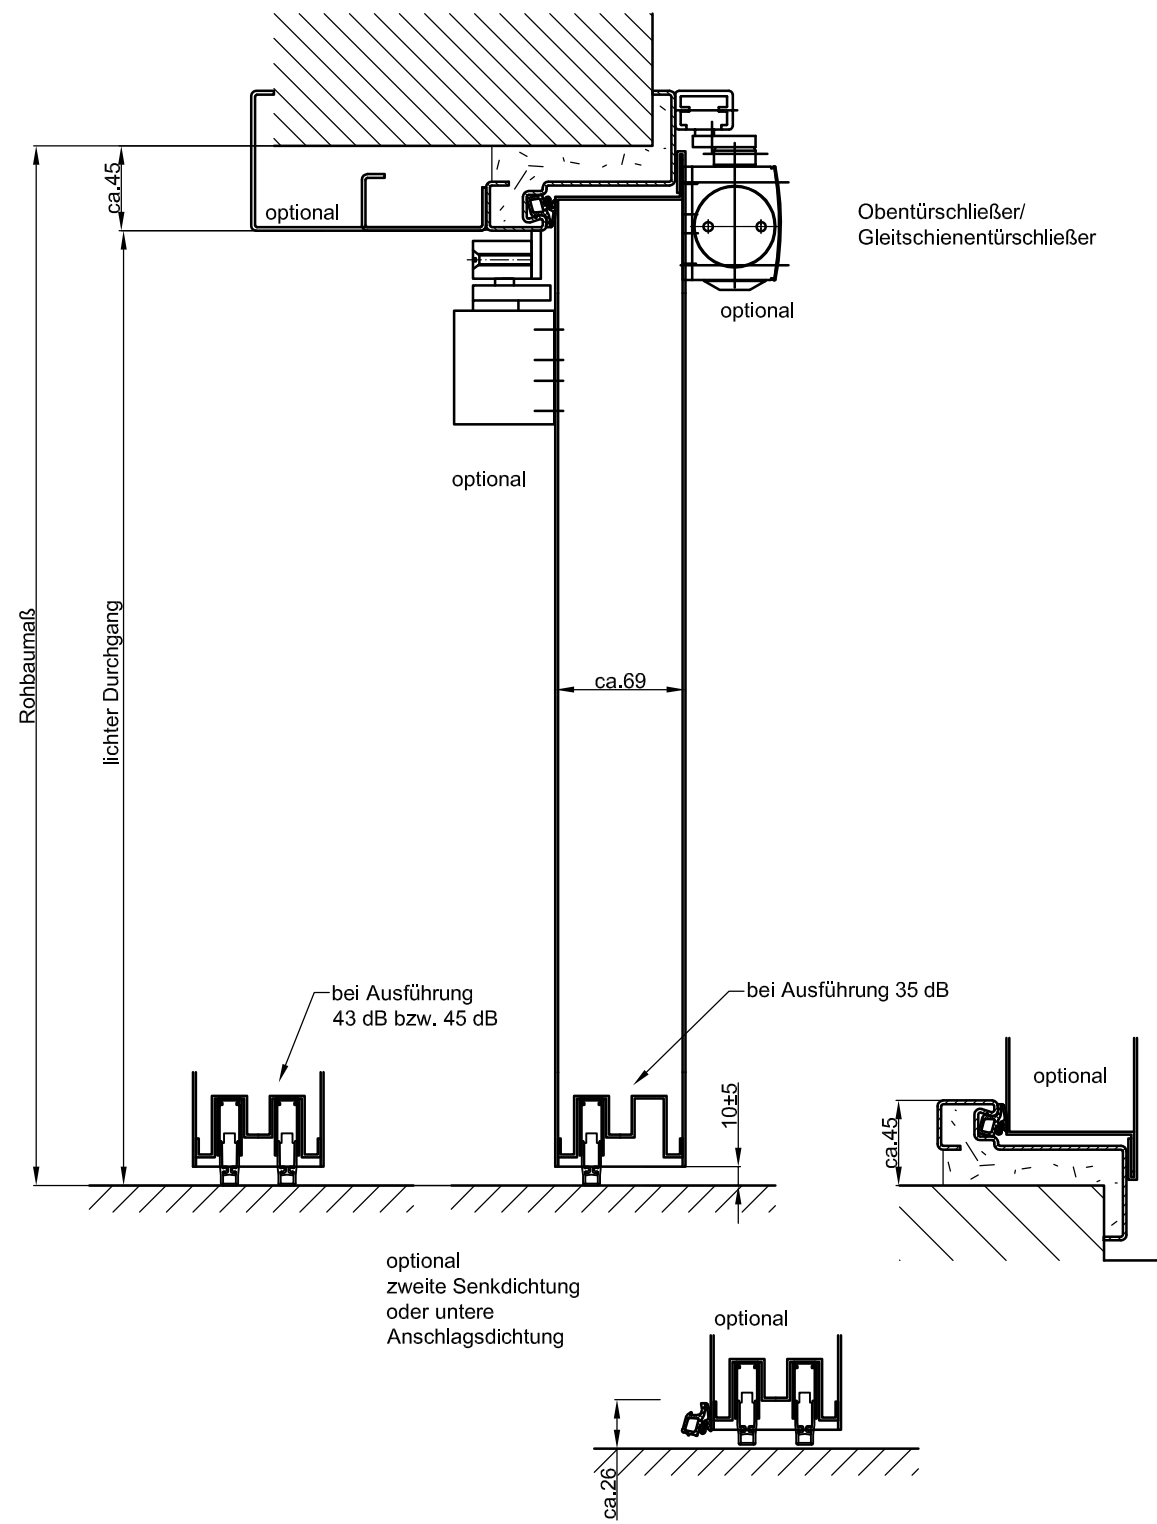 ca.45
optional
Obentürschließer/
Gleitschienentürschließer
optional
optional
Rohbaumaß
lichter Durchgang
ca.69
bei Ausführung
43 dB bzw. 45 dB
bei Ausführung 35 dB
10±5
optional
ca.45
optional
zweite Senkdichtung
oder untere
Anschlagsdichtung
optional
ca.26